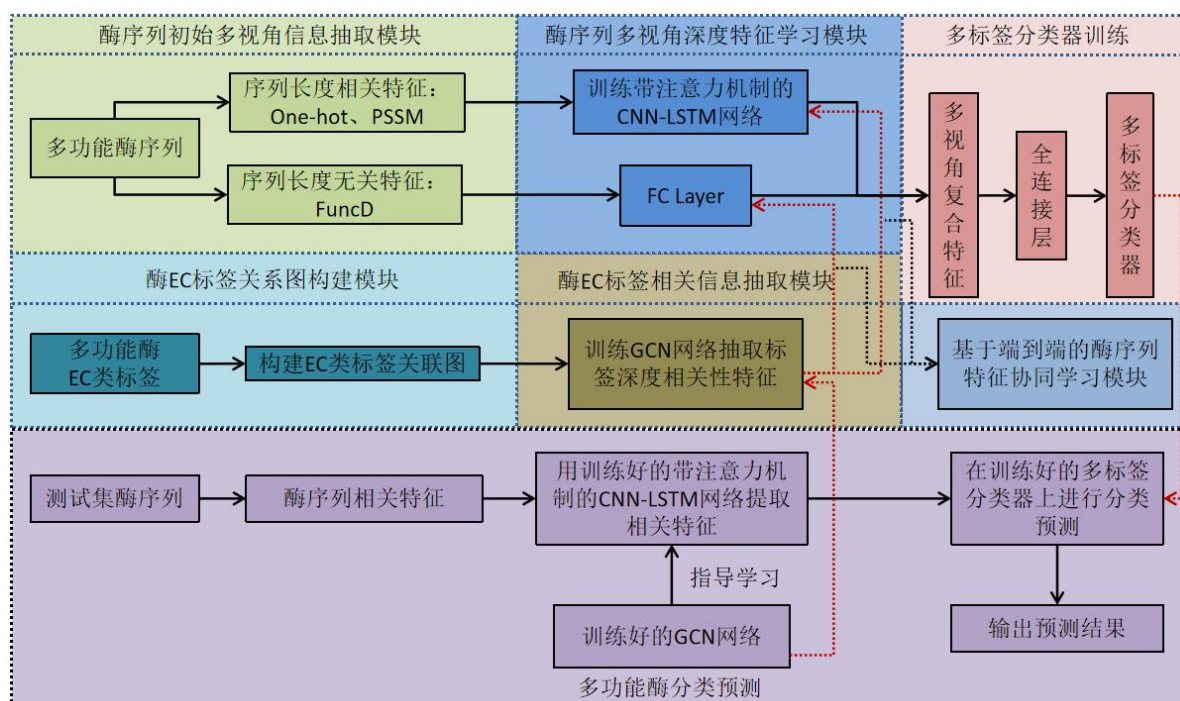 酶序列初始多视角信息抽取模块
多功能酶序列
序列长度相关特征：
One-hot、PSSM
序列长度无关特征：
FuncD
酶序列多视角深度特征学习模块
训练带注意力机制的
CNN-LSTM网络
FC Layer
多标签分类器训练
多视角复合特征
全连接层
多标签分类器
酶EC标签关系图构建模块
多功能酶
EC类标签
构建EC类标签关联图
酶EC标签相关信息抽取模块
训练GCN网络抽取标
签深度相关性特征
基于端到端的酶序列
特征协同学习模块
测试集酶序列
酶序列相关特征
用训练好的带注意力机
制的CNN-LSTM网络提取
相关特征
在训练好的多标签
分类器上进行分类
预测
指导学习
训练好的GCN网络
输出预测结果
多功能酶分类预测